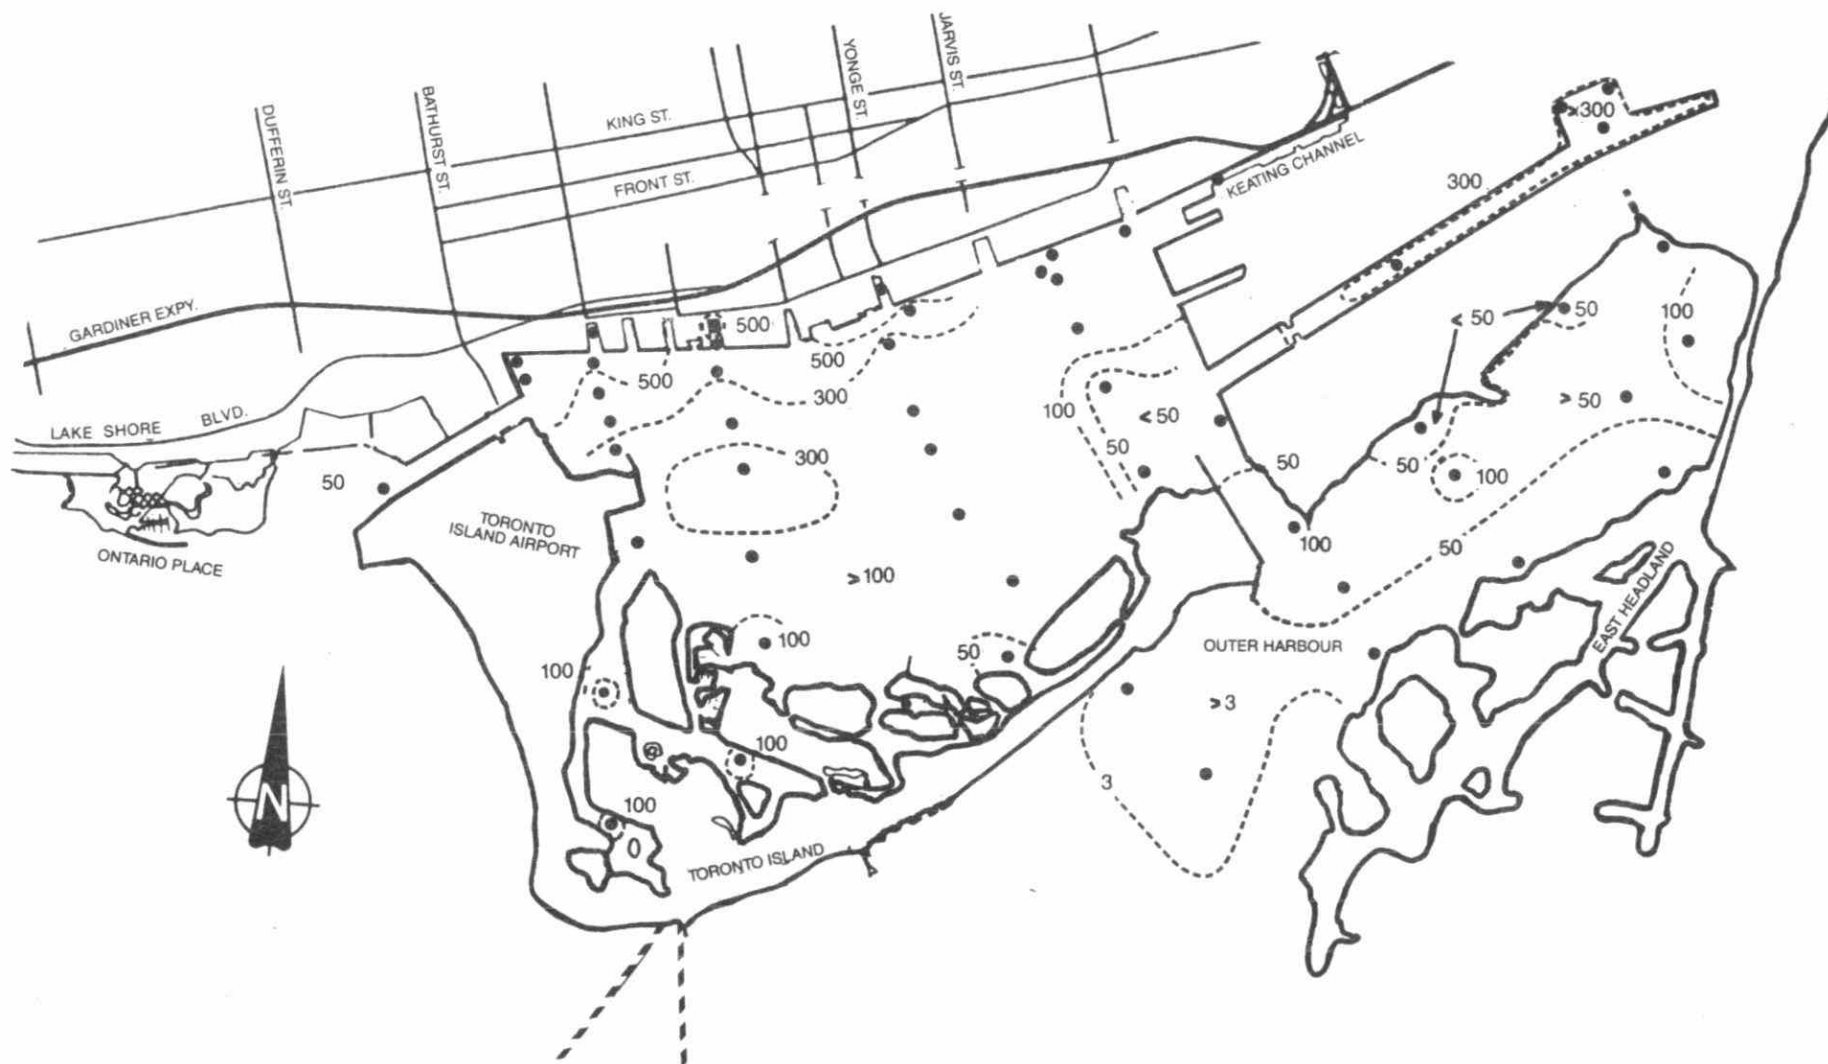 JARVIS ST.
YONGE ST.
BATHURST ST.
DUFFERIN ST.
KING ST.
FRONT ST.
KEATING CHANNEL
≥300
300
GARDINER EXPY.
500
500
500
300
< 50
50
100
LAKE SHORE BLVD.
100
< 50
50
≥ 50
50
300
50
50
100
TORONTO
ISLAND AIRPORT
ONTARIO PLACE
≥ 100
100
50
EAST HEADLAND
100
50
OUTER HARBOUR
100
≥ 3
100
3
100
N
TORONTO ISLAND